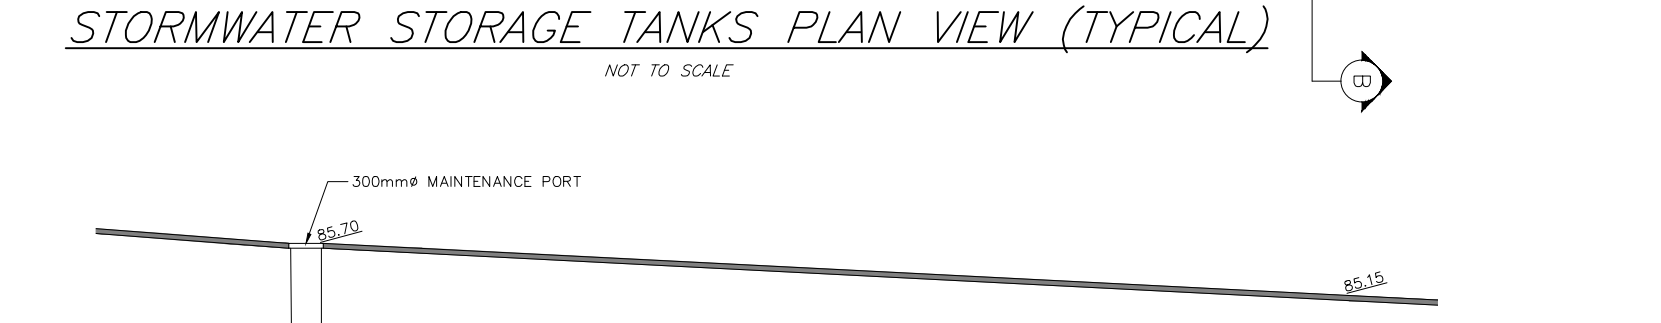 STORMWATER STORAGE TANKS PLAN VIEW (TYPICAL)
NOT TO SCALE
B
300mmø MAINTENANCE PORT
85.70
85.15